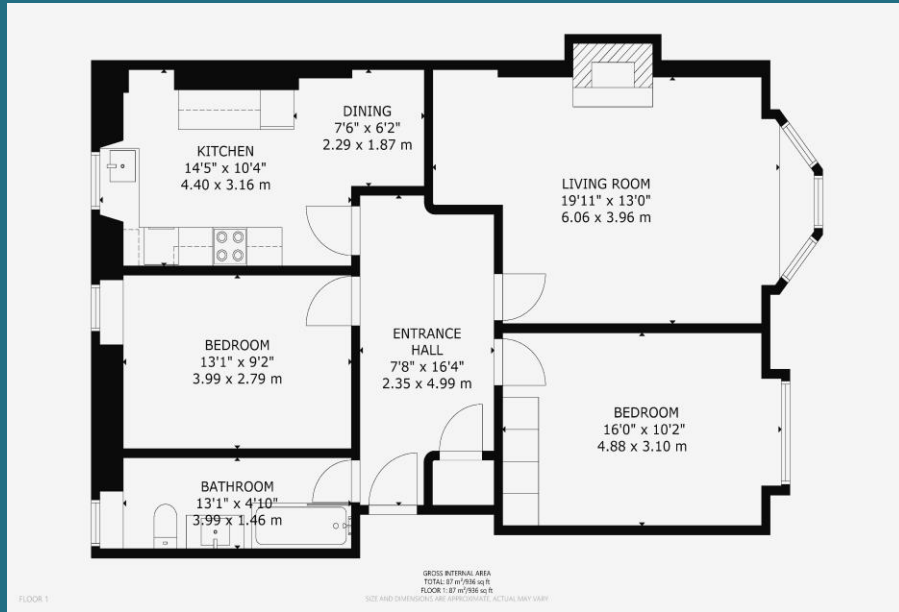 DINING
7'6" x 6'2"
2.29 x 1.87 m
KITCHEN
14'5" x 10'4"
4.40 x 3.16 m
LIVING ROOM
19'11" x 13'0"
6.06 x 3.96 m
ENTRANCE
HALL
7'8" x 16'4"
2.35 x 4.99 m
BEDROOM
13'1" x 9'2"
3.99 x 2.79 m
BEDROOM
16'0" x 10'2"
4.88 x 3.10 m
BATHROOM
13'1" x 4'10"
3.99 x 1.46 m
GROSS INTERNAL AREA
TOTAL: 87 m²/936 sq ft
FLOOR 1: 87 m²/936 sq ft
FLOOR 1
SIZE AND DIMENSIONS ARE APPROXIMATE, ACTUAL MAY VARY